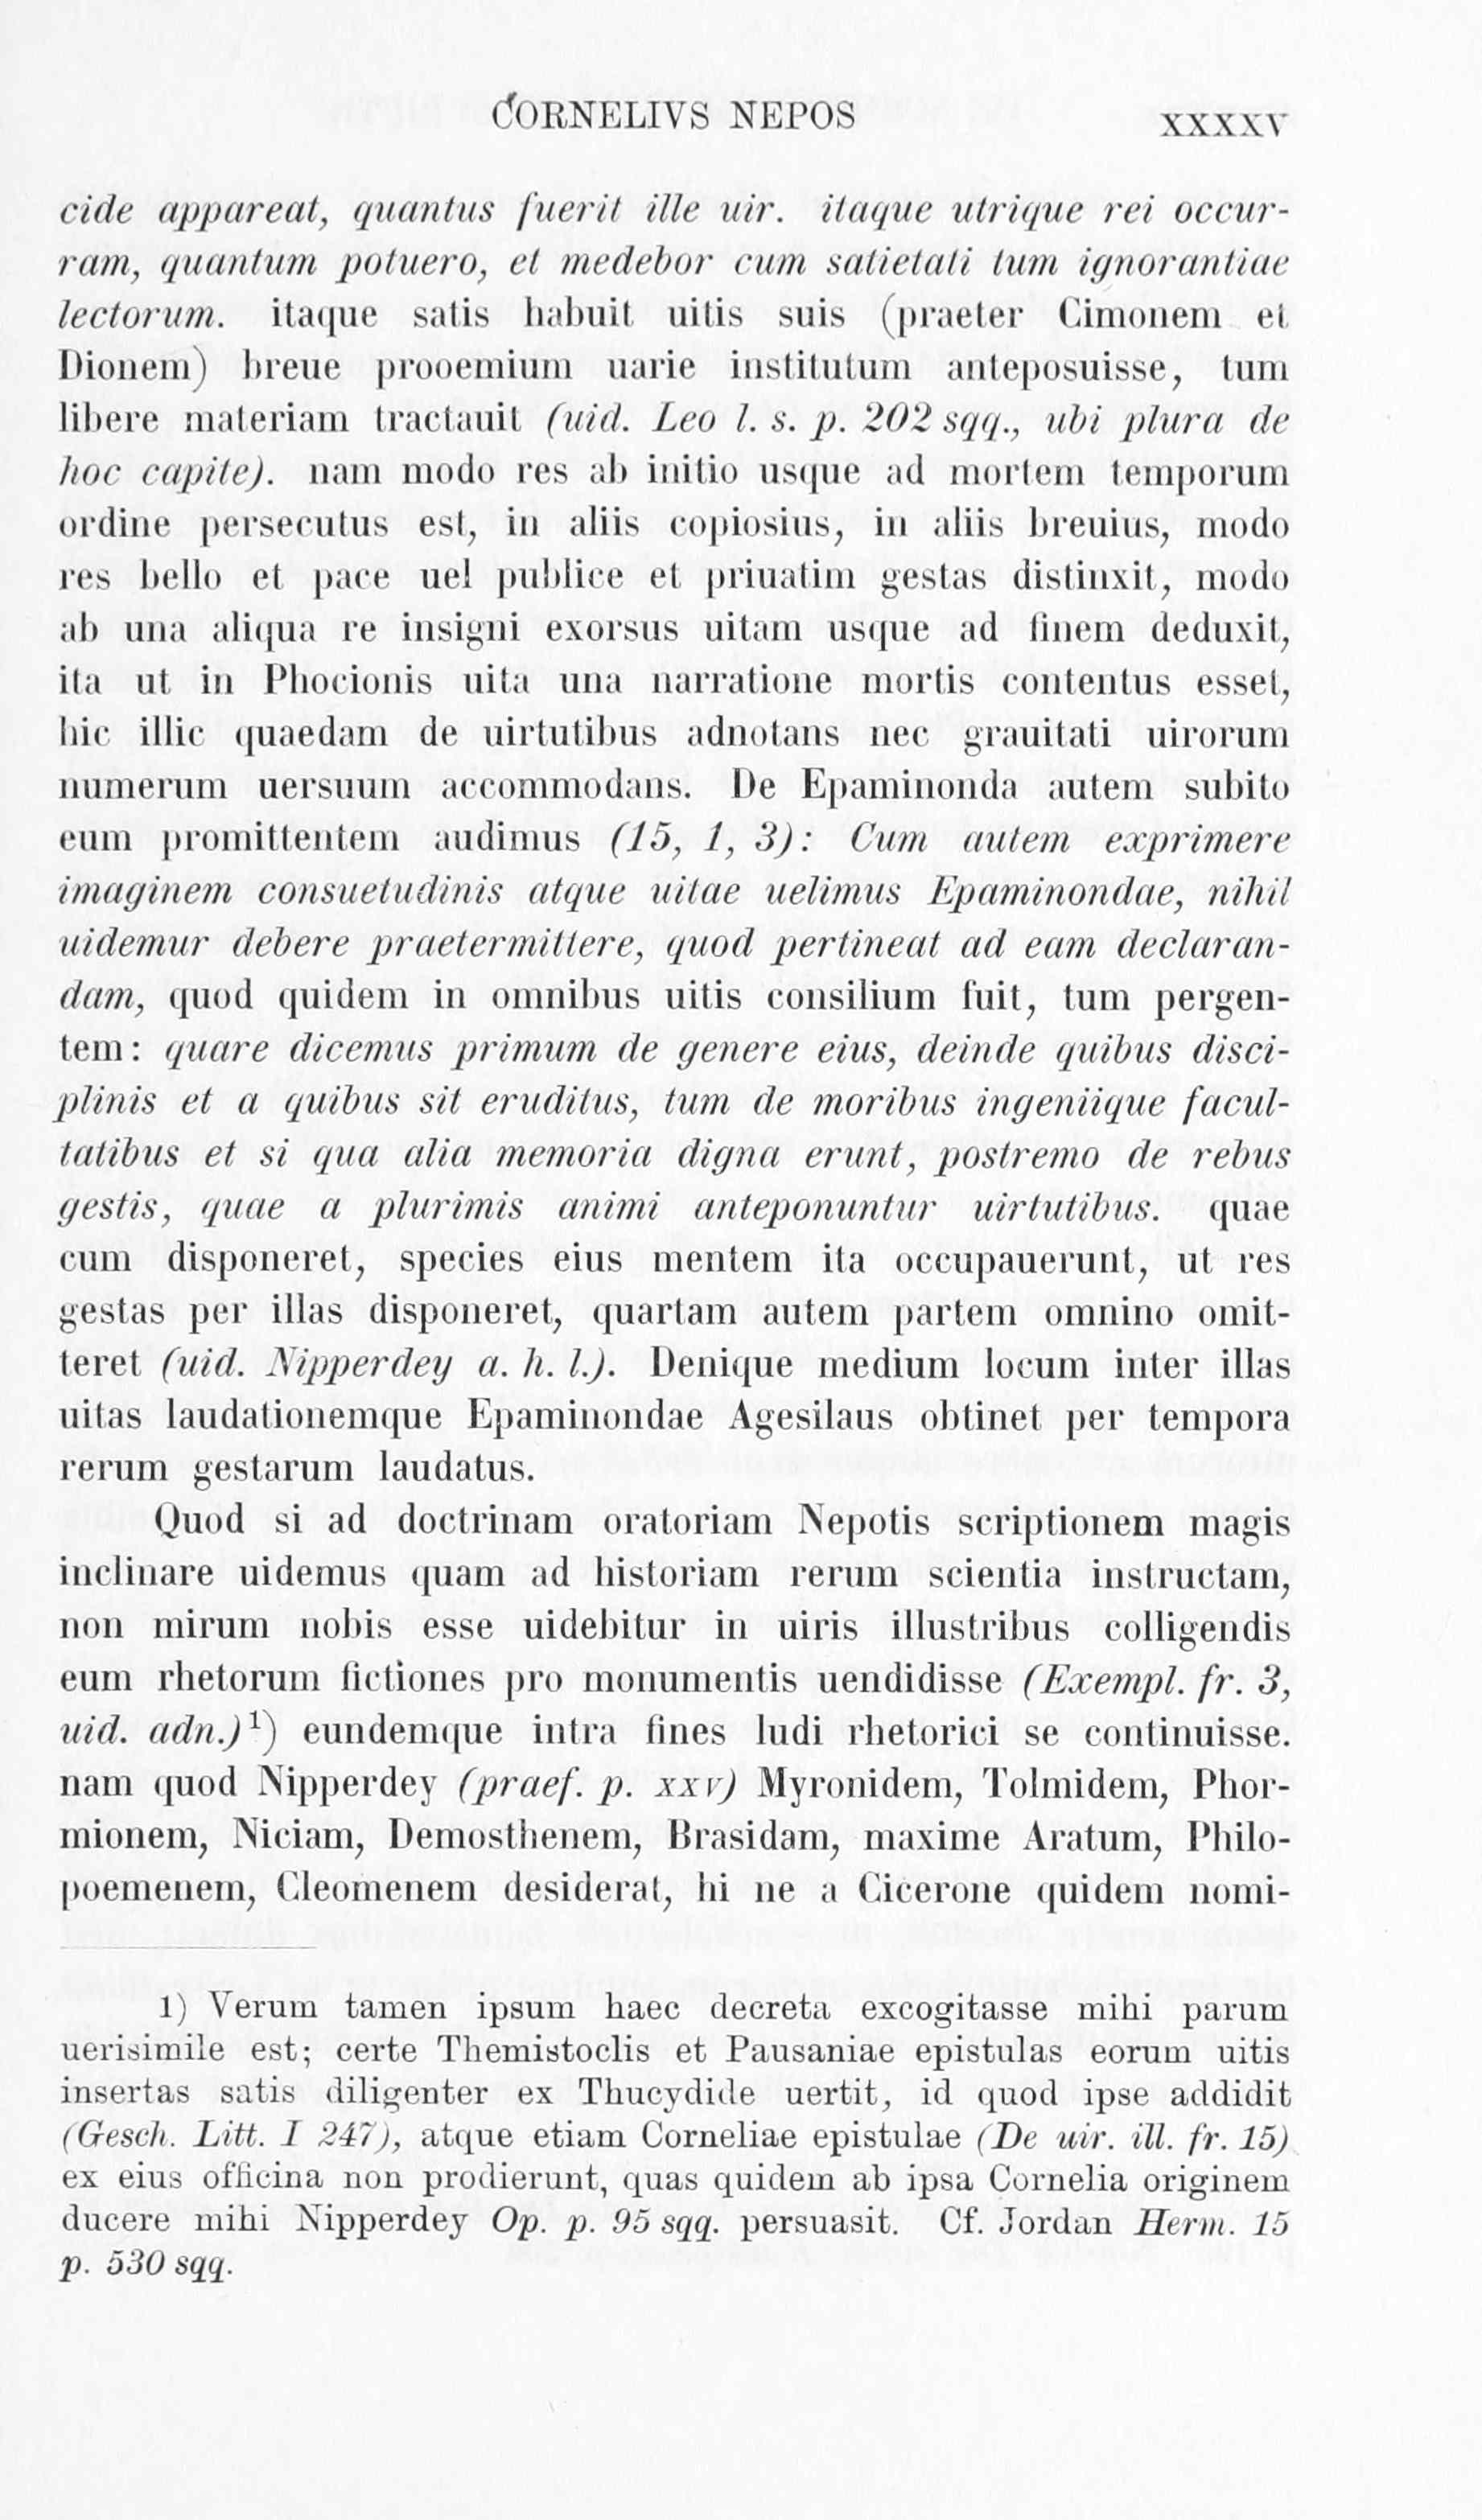 CORNELIVS NEPOS XXXXV
cide appareat, quantus fuerit ille uir. itaque utrique rei occur-
ram, quantum potuero, et medebor cum satietati tum ignorantiae
lectorum. itaque satis habuit uitis suis (praeter Cimonem et
Dionem) breue prooemium uarie institutum anteposuisse, tum
libere materiam tractauit (uid. Leo l. s. p. 202 sqq., ubi plura de
hoc capite). nam modo res ab initio usque ad mortem temporum
ordine persecutus est, in aliis copiosius, in aliis breuius, modo
res bello et pace uel publice et priuatim gestas distinxit, modo
ab una aliqua re insigni exorsus uitam usque ad finem deduxit,
ita ut in Phocionis uita una narratione mortis contentus esset,
hic illic quaedam de uirtutibus adnotans nec grauitati uirorum
numerum uersuum accommodans. De Epaminonda autem subito
eum promittentem audimus (15, 1, 3): Cum autem exprimere
imaginem consuetudinis atque uitae uelimus Epaminondae, nihil
uidemur debere praetermittere, quod pertineat ad eam declaran-
dam, quod quidem in omnibus uitis consilium fuit, tum pergen-
tem: quare dicemus primum de genere eius, deinde quibus disci-
plinis et a quibus sit eruditus, tum de moribus ingeniique facul-
tatibus et si qua alia memoria digna erunt, postremo de rebus
gestis, quae a plurimis animi anteponuntur uirtutibus. quae
cum disponeret, species eius mentem ita occupauerunt, ut res
gestas per illas disponeret, quartam autem partem omnino omit-
teret (uid. Nipperdey a. h. l.). Denique medium locum inter illas
uitas laudationemque Epaminondae Agesilaus obtinet per tempora
rerum gestarum laudatus.
Quod si ad doctrinam oratoriam Nepotis scriptionem magis
inclinare uidemus quam ad historiam rerum scientia instructam,
non mirum nobis esse uidebitur in uiris illustribus colligendis
eum rhetorum fictiones pro monumentis uendidisse (Exempl. fr. 3,
uid. adn.)¹) eundemque intra fines ludi rhetorici se continuisse.
nam quod Nipperdey (praef. p. xxv) Myronidem, Tolmidem, Phor-
mionem, Niciam, Demosthenem, Brasidam, maxime Aratum, Philo-
poemenem, Cleomenem desiderat, hi ne a Cicerone quidem nomi-
1) Verum tamen ipsum haec decreta excogitasse mihi parum
uerisimile est; certe Themistoclis et Pausaniae epistulas eorum uitis
insertas satis diligenter ex Thucydide uertit, id quod ipse addidit
(Gesch. Litt. I 247), atque etiam Corneliae epistulae (De uir. ill. fr. 15)
ex eius officina non prodierunt, quas quidem ab ipsa Cornelia originem
ducere mihi Nipperdey Op. p. 95 sqq. persuasit. Cf. Jordan Herm. 15
p. 530 sqq.